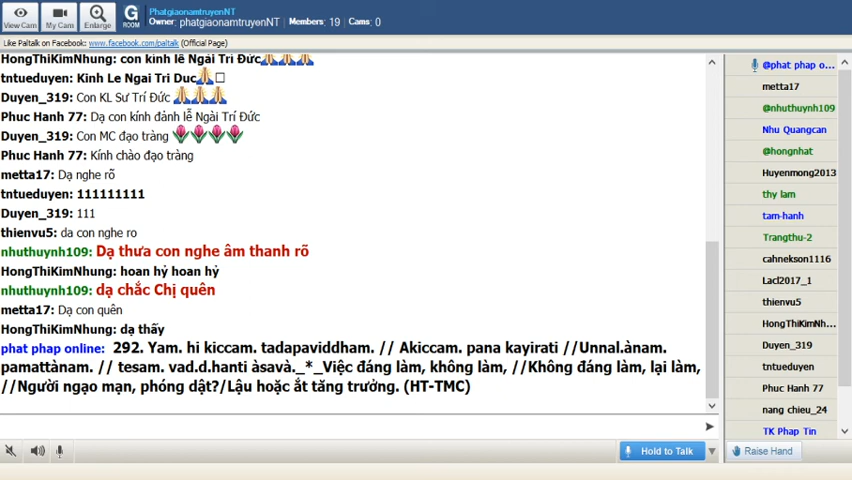 PhatgiaonamtruyenNT
Owner: phatgiaonamtruyenNT Members: 19 Cams: 0
View Cam My Cam Enlarge G ROOM
Like Paltalk on Facebook: www.facebook.com/paltalk (Official Page)
HongThiKimNhung: con kinh lễ Ngài Trí Đức
tntueduyen: Kinh Le Ngai Tri Duc
Duyen_319: Con KL Sư Trí Đức
Phuc Hanh 77: Dạ con kính đảnh lễ Ngài Trí Đức
Duyen_319: Con MC đạo tràng
Phuc Hanh 77: Kính chào đạo tràng
metta17: Dạ nghe rõ
tntueduyen: 111111111
Duyen_319: 111
thienvu5: da con nghe ro
nhuthuynh109: Dạ thưa con nghe âm thanh rõ
HongThiKimNhung: hoan hỷ hoan hỷ
nhuthuynh109: dạ chắc Chị quên
metta17: Dạ con quên
HongThiKimNhung: dạ thấy
phat phap online: 292. Yam. hi kiccam. tadapaviddham. // Akiccam. pana kayirati //Unnal.ànam.
pamattànam. // tesam. vad.d.hanti àsavà._*_Việc đáng làm, không làm, //Không đáng làm, lại làm,
//Người ngạo mạn, phóng dật?/Lậu hoặc ắt tăng trưởng. (HT-TMC)
Hold to Talk
@phat phap o...
metta17
@nhuthuynh109
Nhu Quangcan
@hongnhat
Huyenmong2013
thy lam
tam-hanh
Trangthu-2
cahnekson1116
Lacl2017_1
thienvu5
HongThiKimNh...
Duyen_319
tntueduyen
Phuc Hanh 77
nang chieu_24
TK Phap Tin
Raise Hand